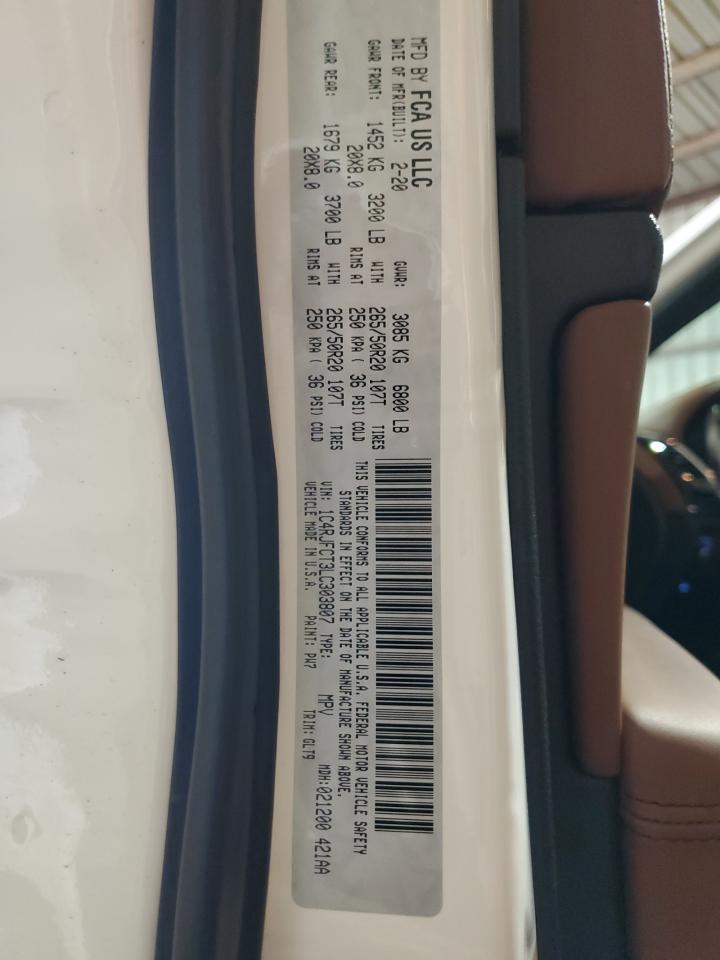 MFD BY FCA US LLC
DATE OF MFR(BUILT): 2-20 GVWR: 3085 KG 6800 LB
GAWR FRONT: 1452 KG 3200 LB WITH 265/50R20 107T TIRES
20X8.0 RIMS AT 250 KPA ( 36 PSI) COLD
GAWR REAR: 1679 KG 3700 LB WITH 265/50R20 107T TIRES
20X8.0 RIMS AT 250 KPA ( 36 PSI) COLD
THIS VEHICLE CONFORMS TO ALL APPLICABLE U.S.A. FEDERAL MOTOR VEHICLE SAFETY
STANDARDS IN EFFECT ON THE DATE OF MANUFACTURE SHOWN ABOVE.
VIN: 1C4RJFCT3LC303807 TYPE: MPV MDH:021200 421AA
VEHICLE MADE IN U.S.A. PAINT: PW7 TRIM: GLT9